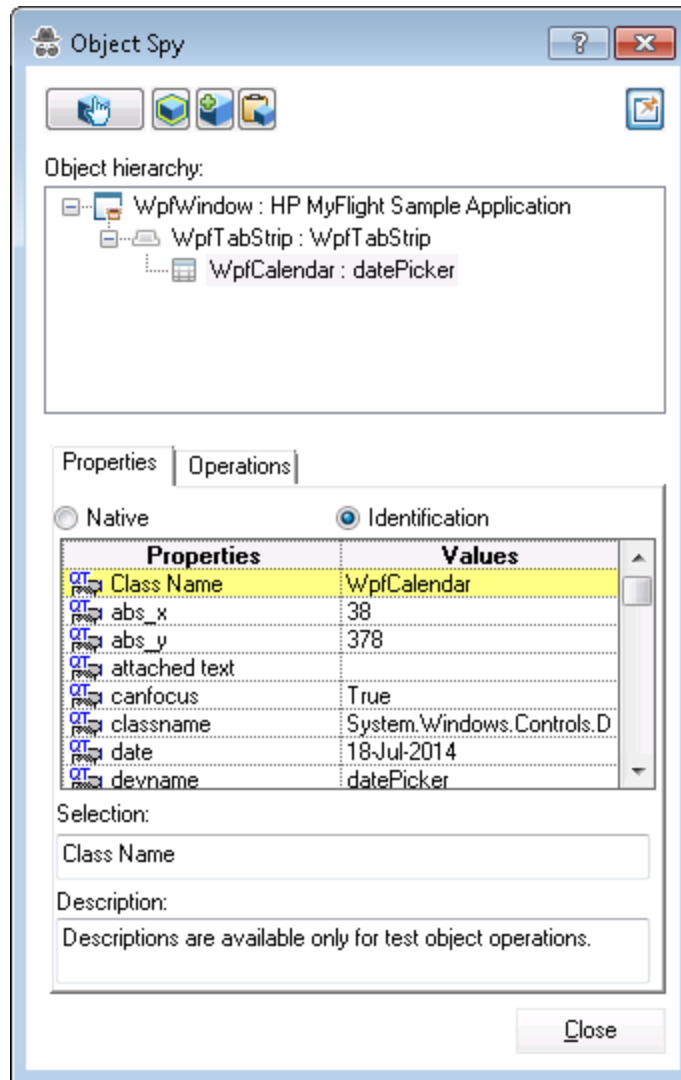 Object Spy
Object hierarchy:
WpfWindow : HP MyFlight Sample Application
WpfTabStrip : WpfTabStrip
WpfCalendar : datePicker
Properties Operations
Native Identification
Properties Values
Class Name WpfCalendar
abs_x 38
abs_y 378
attached text
canfocus True
classname System.Windows.Controls.D
date 18-Jul-2014
devname datePicker
Selection:
Class Name
Description:
Descriptions are available only for test object operations.
Close